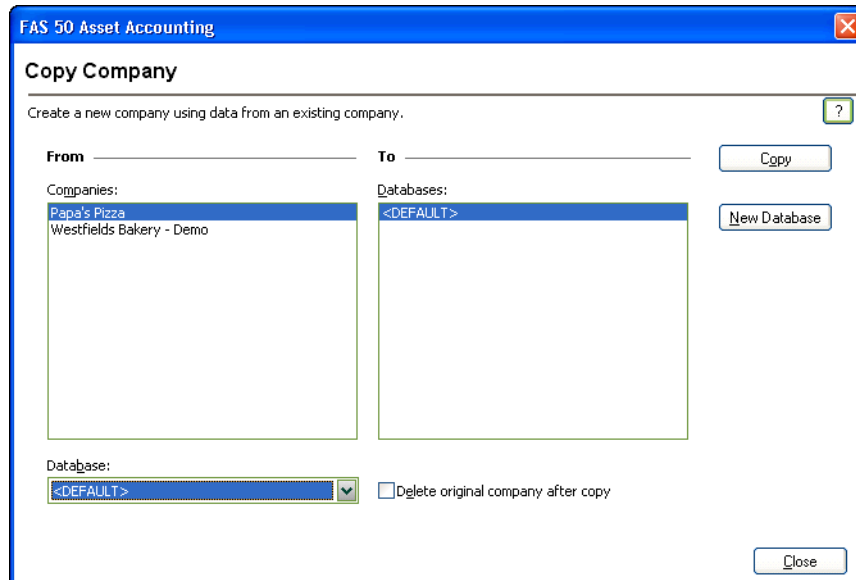 FAS 50 Asset Accounting
Copy Company
Create a new company using data from an existing company.
?
From
To
Copy
Companies:
Databases:
Papa's Pizza
<DEFAULT>
Westfields Bakery - Demo
New Database
Database:
<DEFAULT>
Delete original company after copy
Close